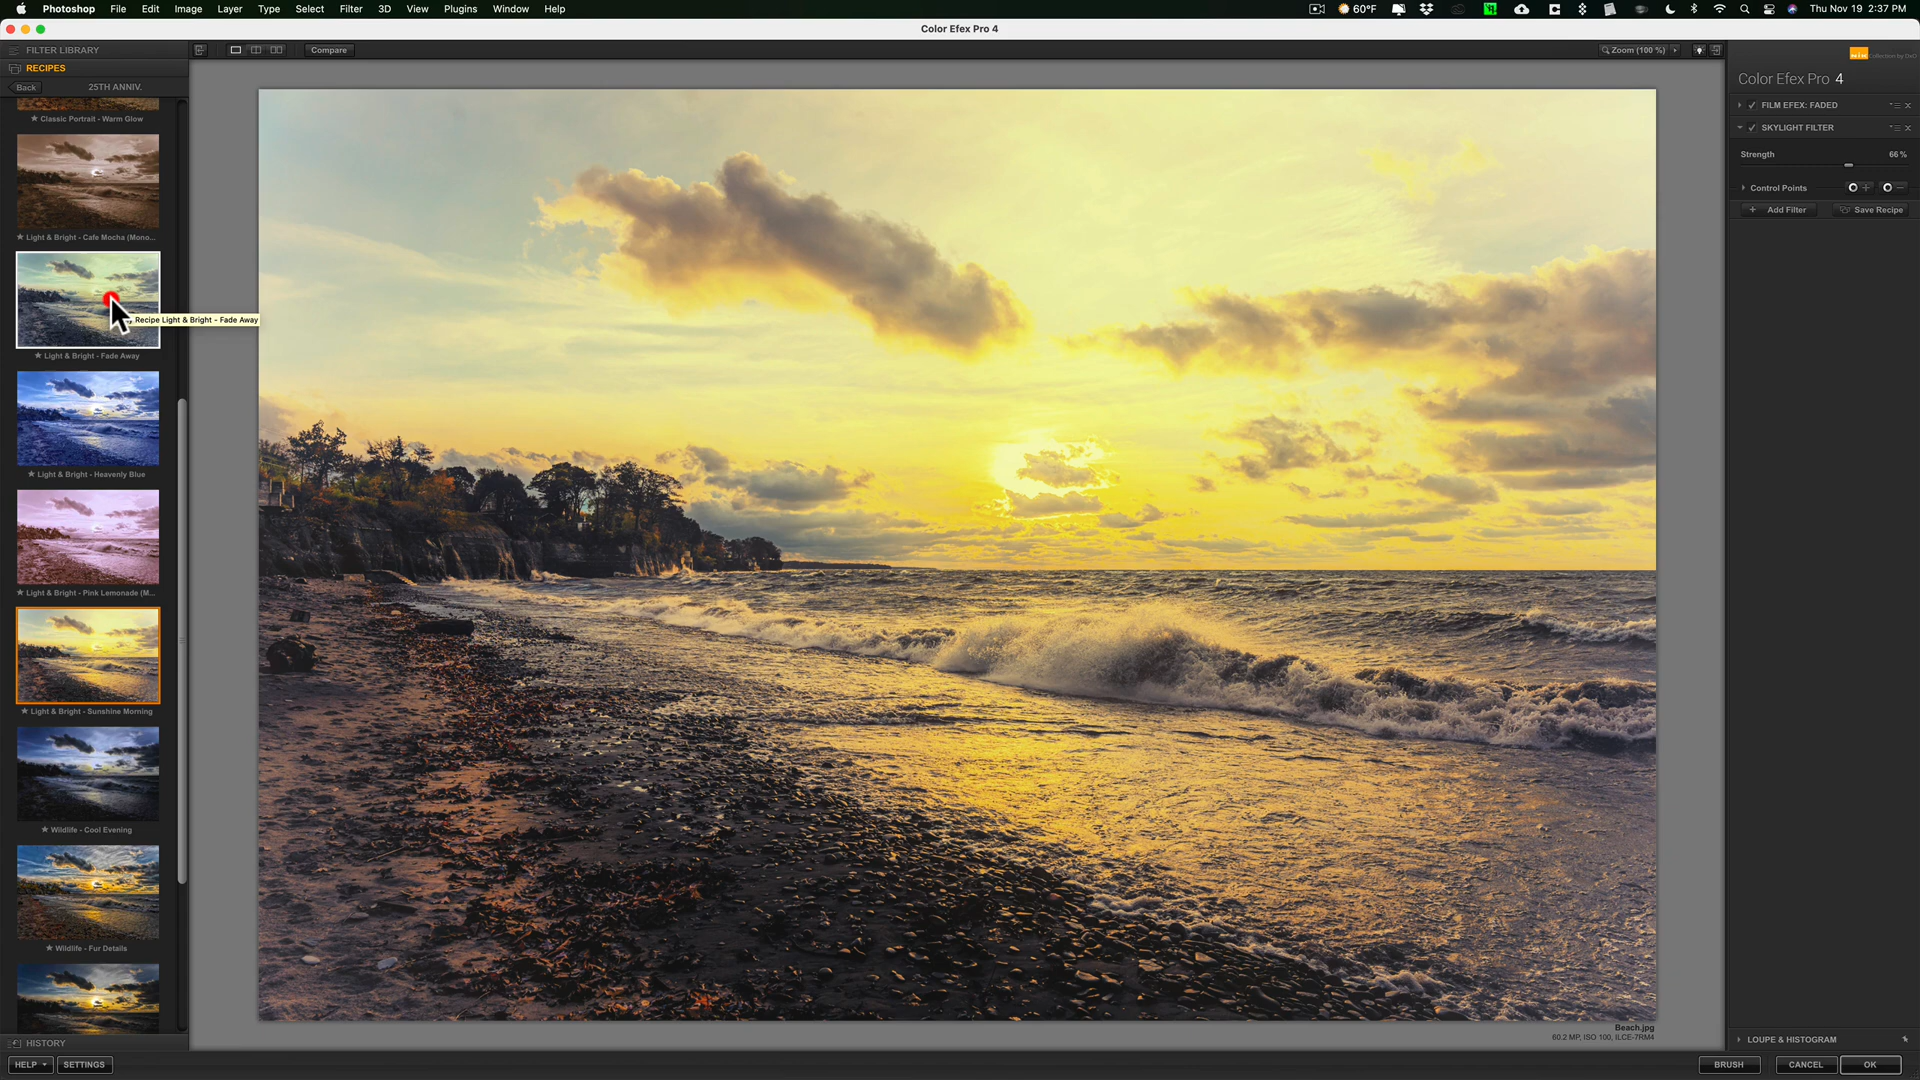 Photoshop File Edit Image Layer Type Select Filter 3D View Plugins Window Help 60°F Thu Nov 19 2:37 PM
Color Efex Pro 4
FILTER LIBRARY
Compare
Zoom (100 %)
RECIPES
Back 25TH ANNIV.
Classic Portrait - Warm Glow
Light & Bright - Cafe Mocha (Mono...
Recipe Light & Bright - Fade Away
Light & Bright - Fade Away
Light & Bright - Heavenly Blue
Light & Bright - Pink Lemonade (M...
Light & Bright - Sunshine Morning
Wildlife - Cool Evening
Wildlife - Fur Details
HISTORY
HELP SETTINGS
Collection by DxO
Color Efex Pro 4
FILM EFEX: FADED
SKYLIGHT FILTER
Strength 66 %
Control Points
Add Filter Save Recipe
Beach.jpg
60.2 MP, ISO 100, ILCE-7RM4
LOUPE & HISTOGRAM
BRUSH CANCEL OK